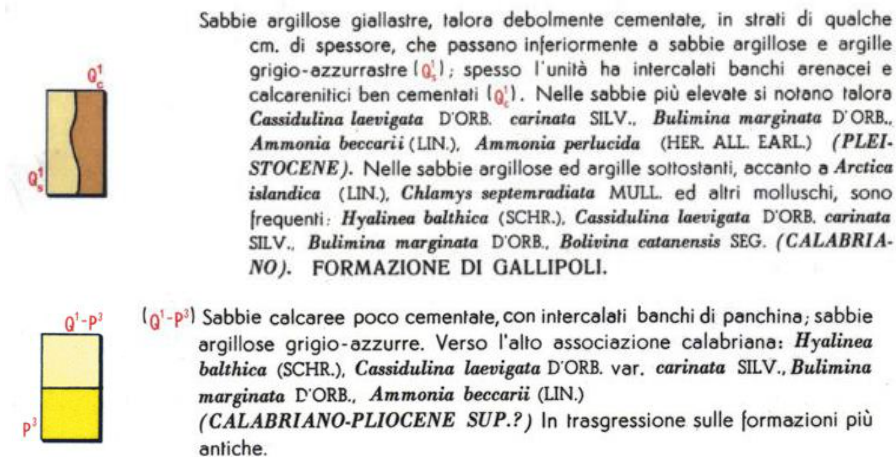 Sabbie argillose giallastre, talora debolmente cementate, in strati di qualche
cm. di spessore, che passano inferiormente a sabbie argillose e argille
grigio-azzurrastre (Q¹ₛ); spesso l'unità ha intercalati banchi arenacei e
calcarenitici ben cementati (Q¹c). Nelle sabbie più elevate si notano talora
Cassidulina laevigata D'ORB. carinata SILV., Bulimina marginata D'ORB.,
Ammonia beccarii (LIN.), Ammonia perlucida (HER. ALL. EARL.) (PLEI-
STOCENE). Nelle sabbie argillose ed argille sottostanti, accanto a Arctica
islandica (LIN.), Chlamys septemradiata MULL. ed altri molluschi, sono
frequenti: Hyalinea balthica (SCHR.), Cassidulina laevigata D'ORB. carinata
SILV., Bulimina marginata D'ORB., Bolivina catanensis SEG. (CALABRIA-
NO). FORMAZIONE DI GALLIPOLI.
Q¹c
Q¹ₛ
(Q¹-P³) Sabbie calcaree poco cementate, con intercalati banchi di panchina; sabbie
argillose grigio-azzurre. Verso l'alto associazione calabriana: Hyalinea
balthica (SCHR.), Cassidulina laevigata D'ORB. var. carinata SILV., Bulimina
marginata D'ORB., Ammonia beccarii (LIN.)
(CALABRIANO-PLIOCENE SUP.?) In trasgressione sulle formazioni più
antiche.
Q¹-P³
P³